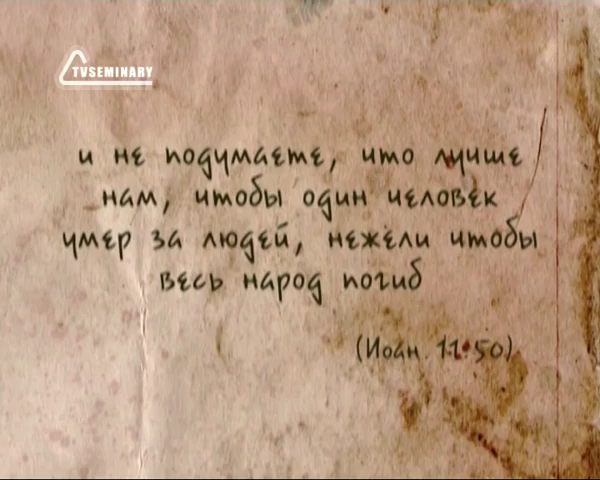 TVSEMINARY
и не подумаете, что лучше
нам, чтобы один человек
умер за людей, нежели чтобы
весь народ погиб
(Иоан. 11:50)